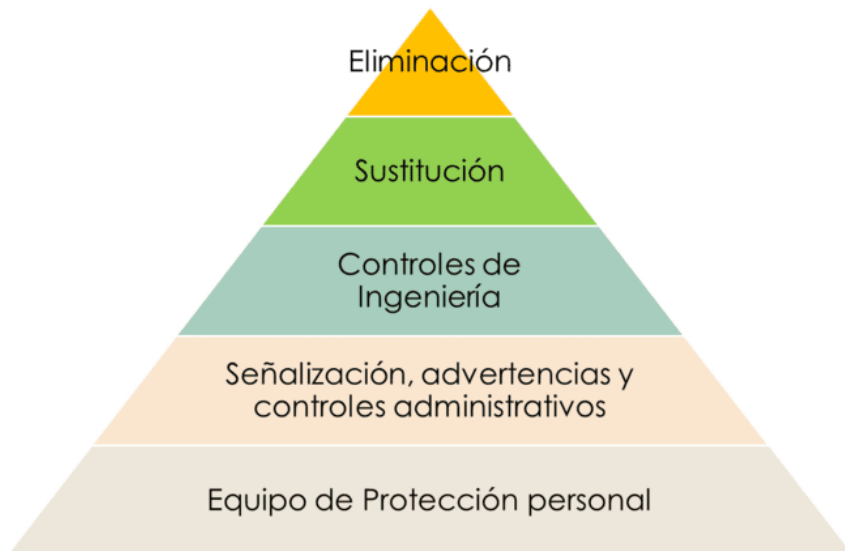 Eliminación
Sustitución
Controles de
Ingeniería
Señalización, advertencias y
controles administrativos
Equipo de Protección personal